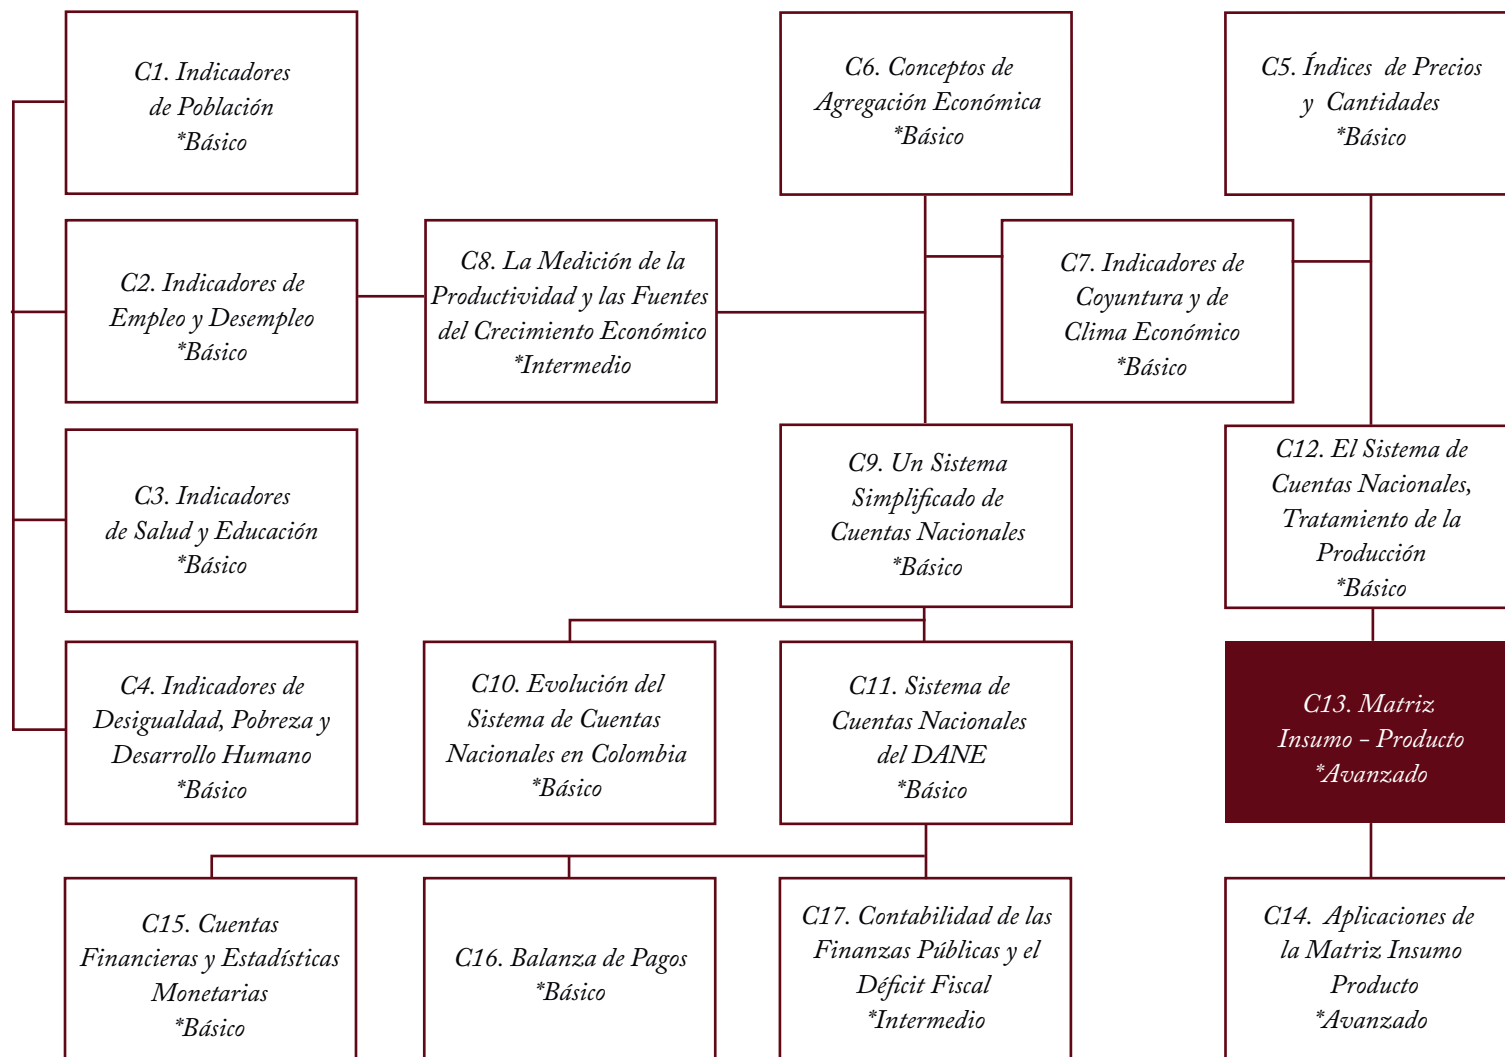 C1. Indicadores
de Población
*Básico
C6. Conceptos de
Agregación Económica
*Básico
C5. Índices de Precios
y Cantidades
*Básico
C2. Indicadores de
Empleo y Desempleo
*Básico
C8. La Medición de la
Productividad y las Fuentes
del Crecimiento Económico
*Intermedio
C7. Indicadores de
Coyuntura y de
Clima Económico
*Básico
C3. Indicadores
de Salud y Educación
*Básico
C9. Un Sistema
Simplificado de
Cuentas Nacionales
*Básico
C12. El Sistema de
Cuentas Nacionales,
Tratamiento de la
Producción
*Básico
C4. Indicadores de
Desigualdad, Pobreza y
Desarrollo Humano
*Básico
C10. Evolución del
Sistema de Cuentas
Nacionales en Colombia
*Básico
C11. Sistema de
Cuentas Nacionales
del DANE
*Básico
C13. Matriz
Insumo - Producto
*Avanzado
C15. Cuentas
Financieras y Estadísticas
Monetarias
*Básico
C16. Balanza de Pagos
*Básico
C17. Contabilidad de las
Finanzas Públicas y el
Déficit Fiscal
*Intermedio
C14. Aplicaciones de
la Matriz Insumo
Producto
*Avanzado